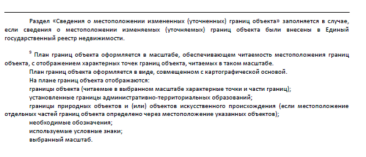 Раздел «Сведения о местоположении измененных (уточненных) границ объекта» заполняется в случае,
если сведения о местоположении изменяемых (уточняемых) границ объекта были внесены в Единый
государственный реестр недвижимости.
9 План границ объекта оформляется в масштабе, обеспечивающем читаемость местоположения границ
объекта, с отображением характерных точек границ объекта, читаемых в таком масштабе.
План границ объекта оформляется в виде, совмещенном с картографической основой.
На плане границ объекта отображаются:
границы объекта (читаемые в выбранном масштабе характерные точки и части границ);
установленные границы административно-территориальных образований;
границы природных объектов и (или) объектов искусственного происхождения (если местоположение
отдельных частей границ объекта определено через местоположение указанных объектов);
необходимые обозначения;
используемые условные знаки;
выбранный масштаб.